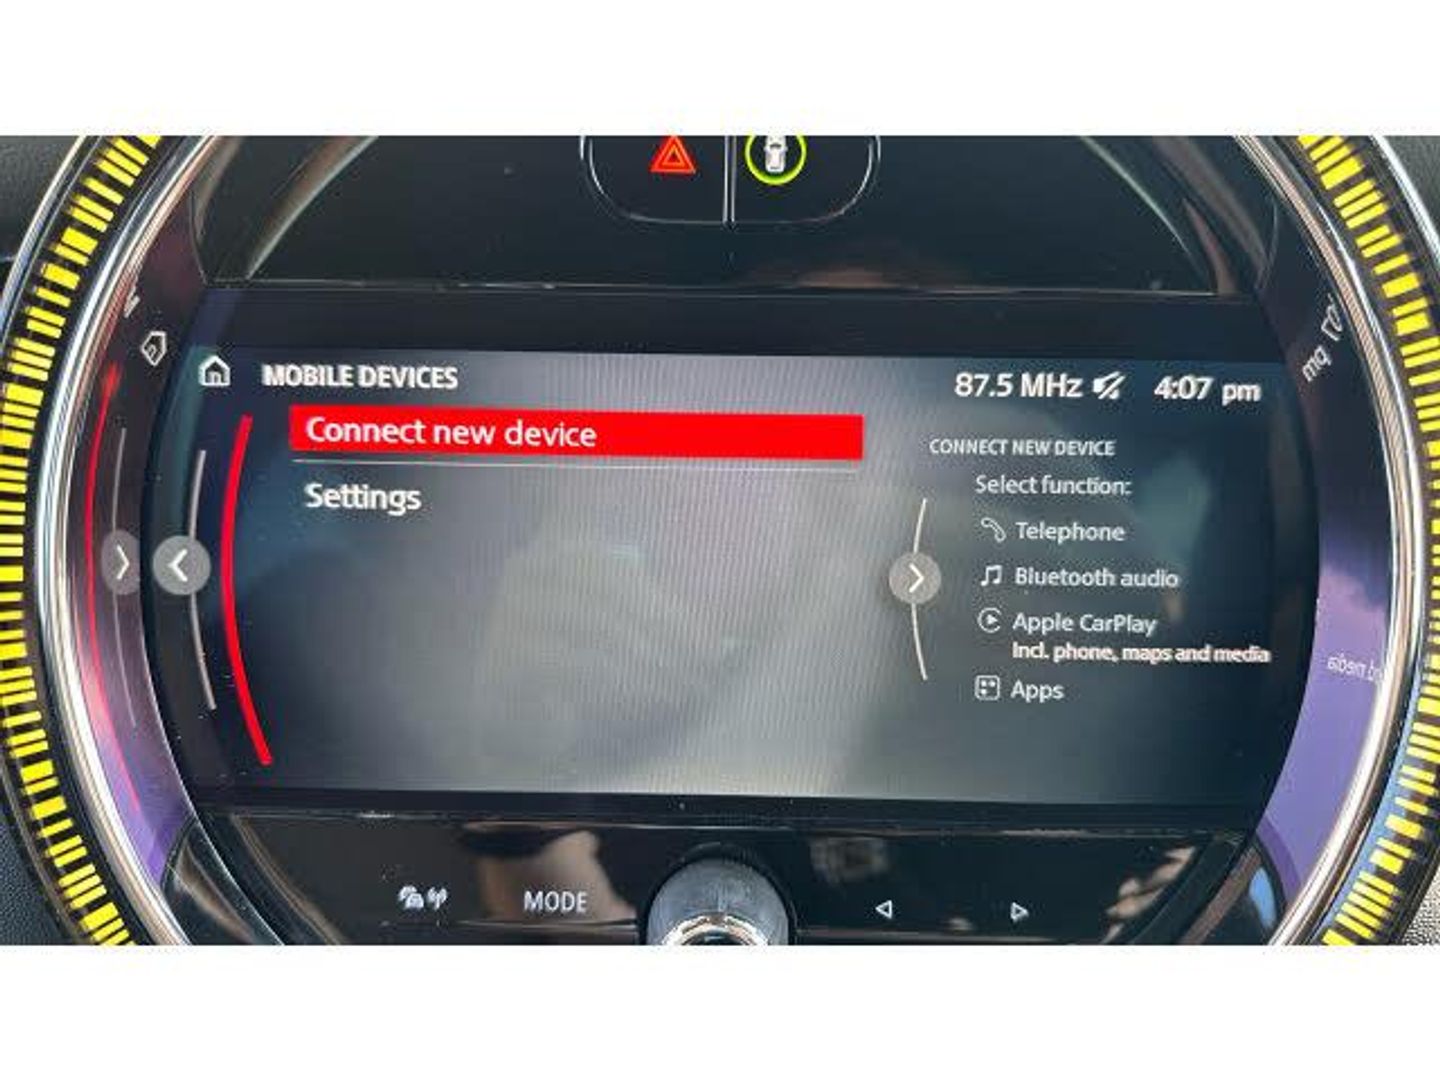 MOBILE DEVICES
87.5 MHz 4:07 pm
Connect new device
Settings
CONNECT NEW DEVICE
Select function:
Telephone
Bluetooth audio
Apple CarPlay
Incl. phone, maps and media
Apps
MODE